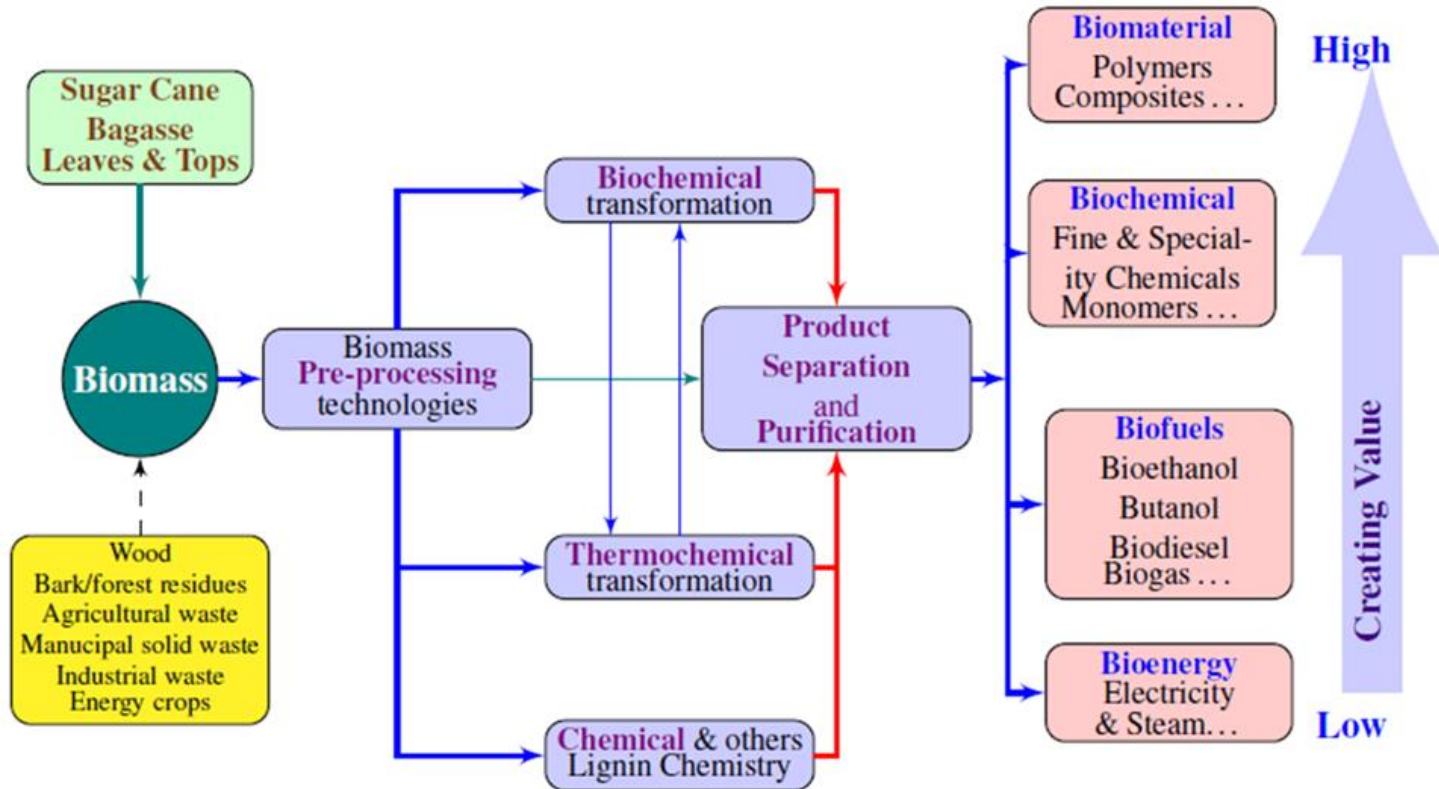 Sugar Cane
Bagasse
Leaves & Tops
Biomass
Wood
Bark/forest residues
Agricultural waste
Manucipal solid waste
Industrial waste
Energy crops
Biomass
Pre-processing
technologies
Biochemical
transformation
Thermochemical
transformation
Chemical & others
Lignin Chemistry
Product
Separation
and
Purification
Biomaterial
Polymers
Composites ...
Biochemical
Fine & Special-
ity Chemicals
Monomers ...
Biofuels
Bioethanol
Butanol
Biodiesel
Biogas ...
Bioenergy
Electricity
& Steam...
High
Creating Value
Low